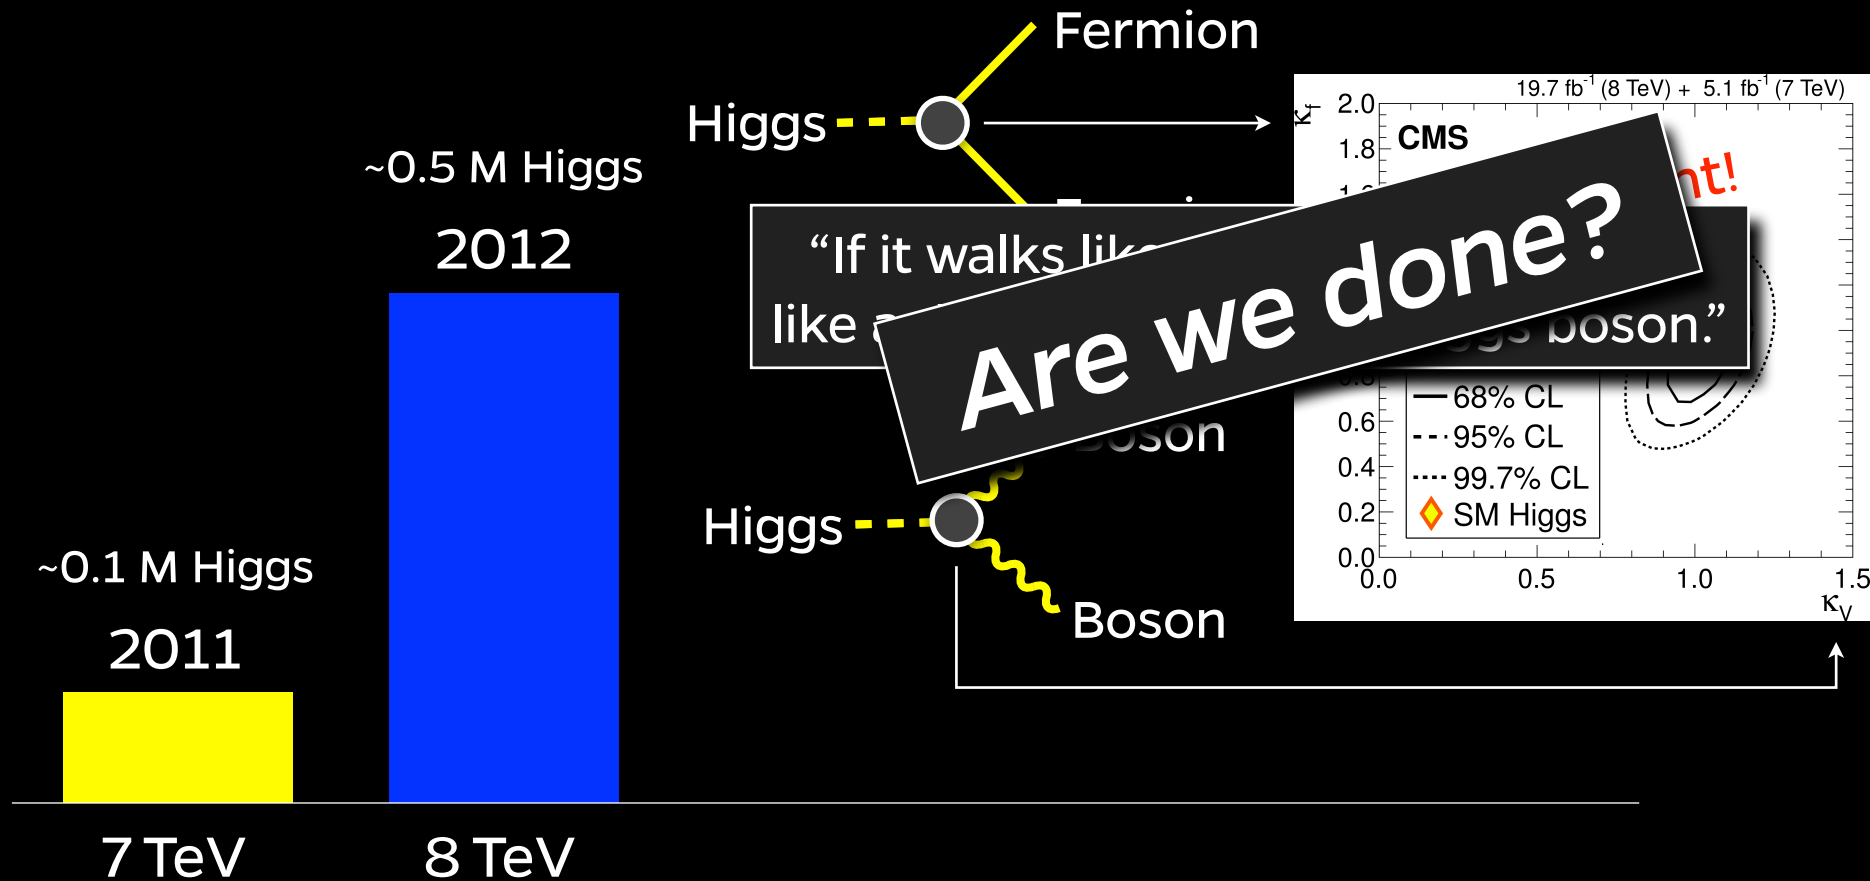 ~0.1 M Higgs
2011
7 TeV
~0.5 M Higgs
2012
8 TeV
Fermion
Higgs
“If it walks
like
boson.”
Are we done?
Boson
Higgs
Boson
19.7 fb⁻¹ (8 TeV) + 5.1 fb⁻¹ (7 TeV)
CMS
κf
2.0
1.8
0.6
0.4
0.2
0.0
68% CL
95% CL
99.7% CL
SM Higgs
0.0 0.5 1.0 1.5
κV